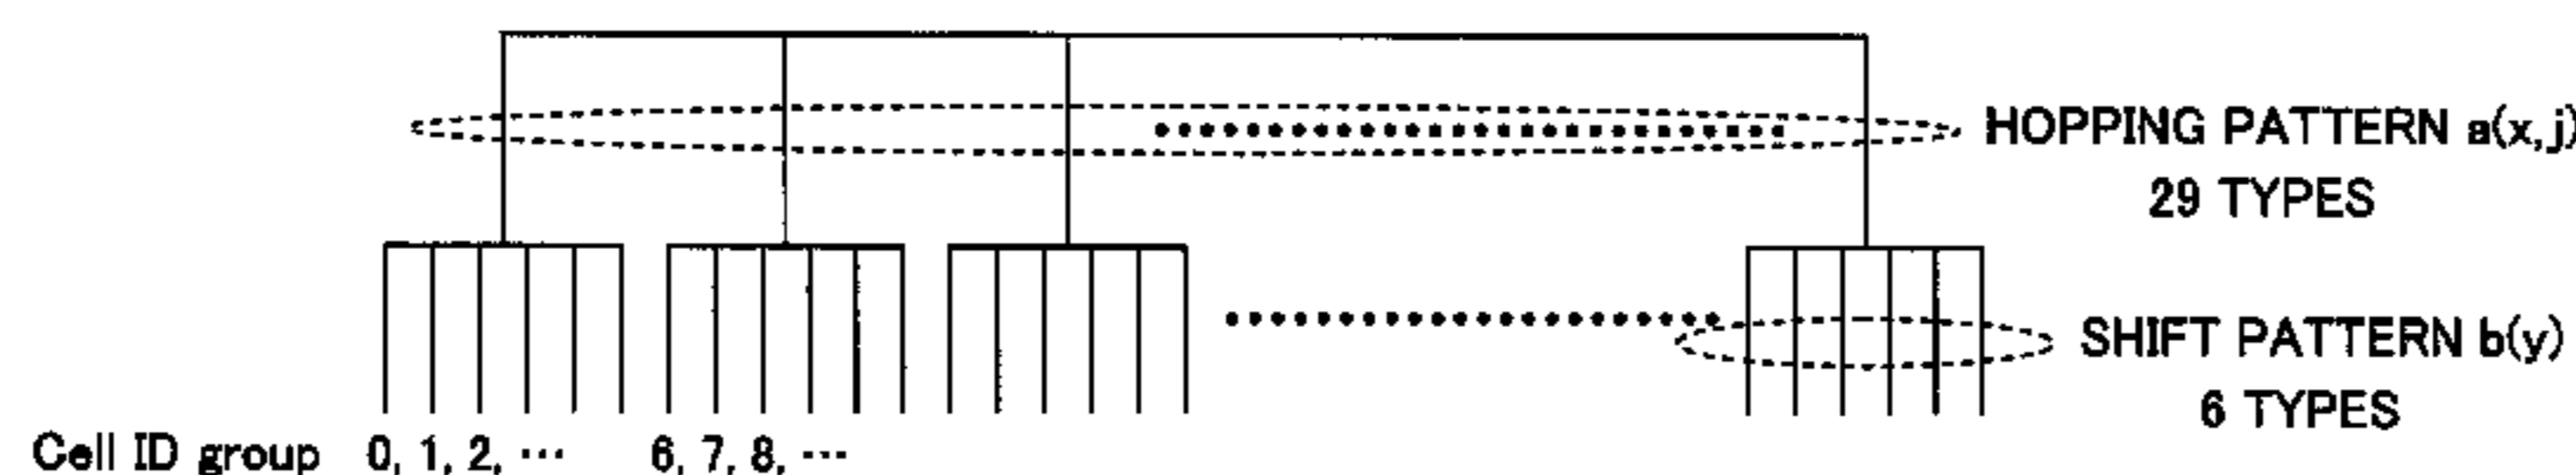 HOPPING PATTERN a(x,j)
29 TYPES
SHIFT PATTERN b(y)
6 TYPES
Cell ID group 0, 1, 2, ··· 6, 7, 8, ···